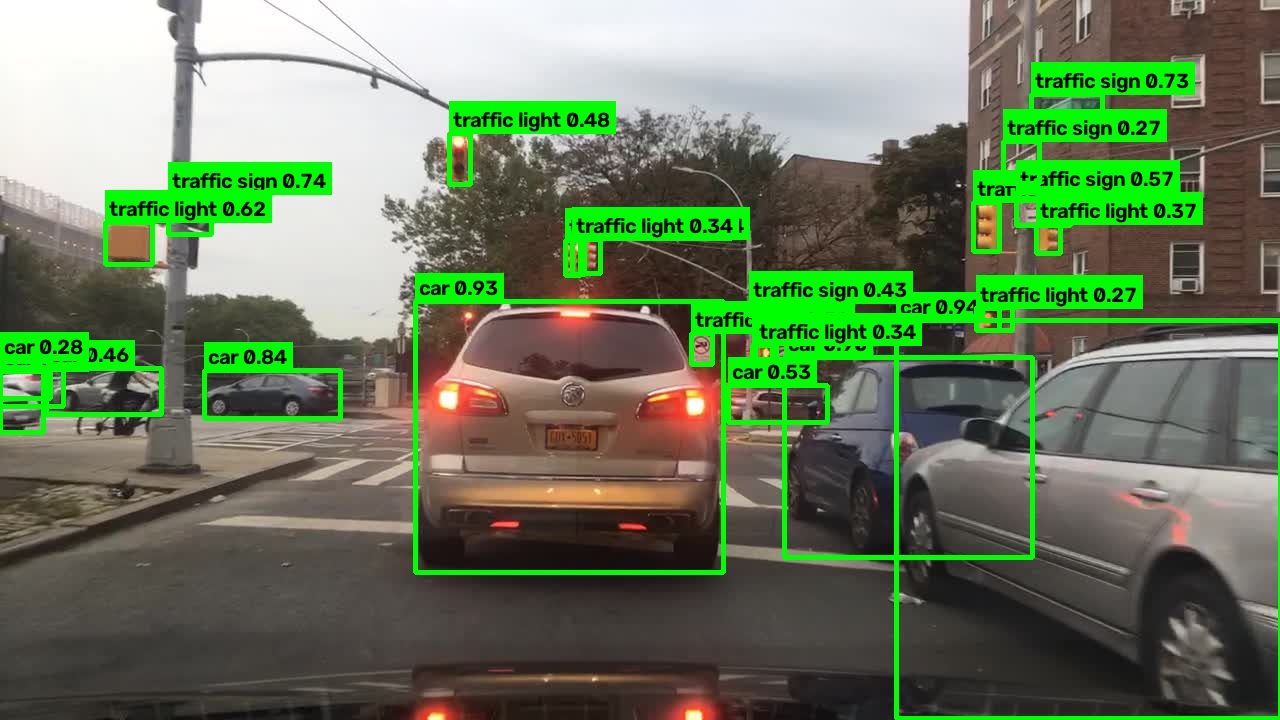 traffic sign 0.73
traffic light 0.48
traffic sign 0.27
traffic sign 0.74
traffic sign 0.57
traffic light 0.62
traffic light 0.37
traffic light 0.34
car 0.93
traffic sign 0.43
traffic light 0.27
car 0.94
traffic light 0.34
car 0.28
0.46
car 0.84
car 0.53